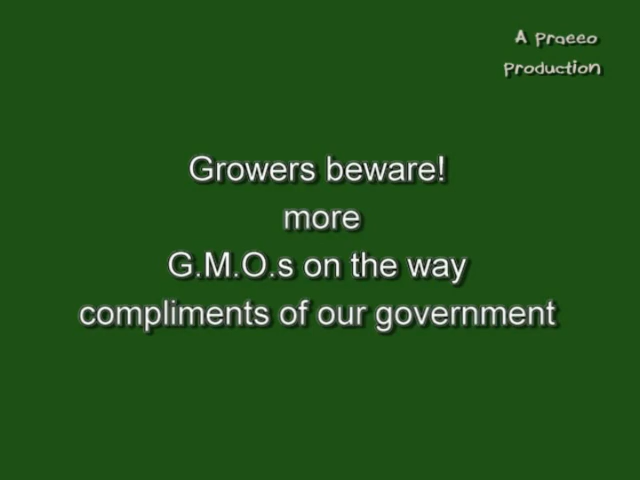 A Praeeo
Production
Growers beware!
more
G.M.O.s on the way
compliments of our government